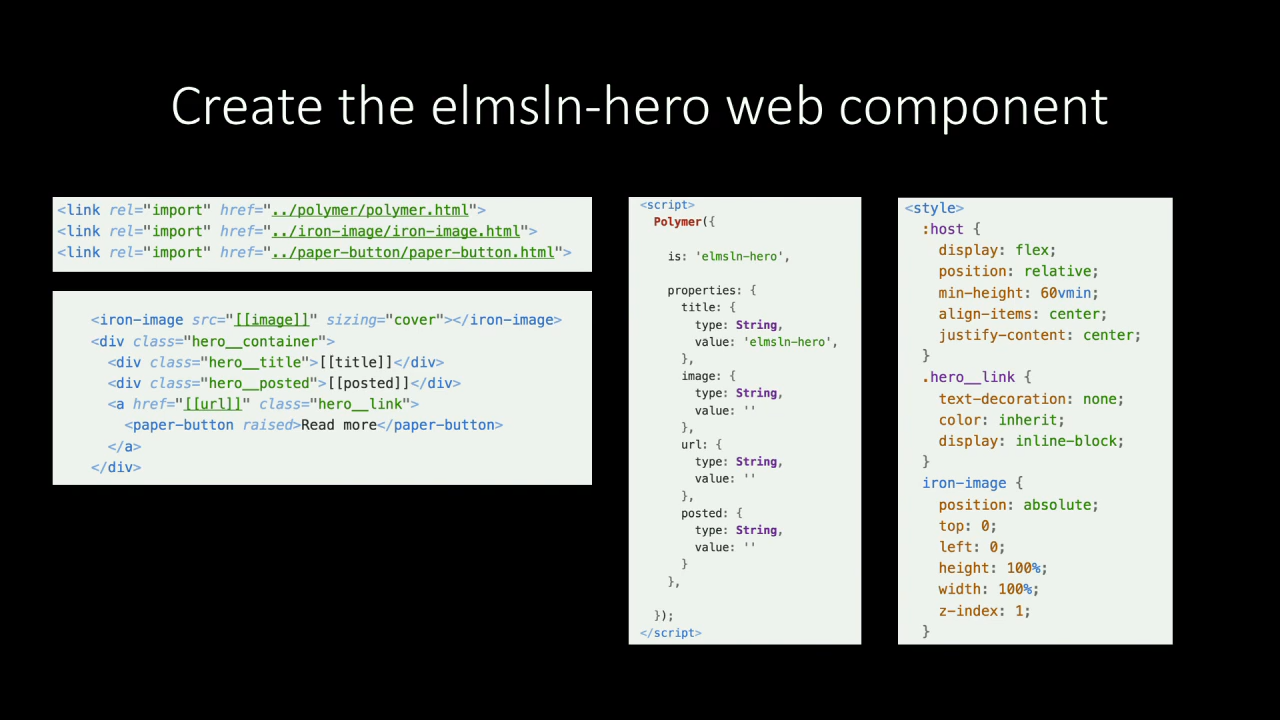 Create the elmsln-hero web component
<link rel="import" href="../polymer/polymer.html">
<link rel="import" href="../iron-image/iron-image.html">
<link rel="import" href="../paper-button/paper-button.html">
<iron-image src="[[image]]" sizing="cover"></iron-image>
<div class="hero__container">
<div class="hero__title">[[title]]</div>
<div class="hero__posted">[[posted]]</div>
<a href="[[url]]" class="hero__link">
<paper-button raised>Read more</paper-button>
</a>
</div>
<script>
Polymer({
is: 'elmsln-hero',
properties: {
title: {
type: String,
value: 'elmsln-hero',
},
image: {
type: String,
value: ''
},
url: {
type: String,
value: ''
},
posted: {
type: String,
value: ''
}
},
});
</script>
<style>
:host {
display: flex;
position: relative;
min-height: 60vmin;
align-items: center;
justify-content: center;
}
.hero__link {
text-decoration: none;
color: inherit;
display: inline-block;
}
iron-image {
position: absolute;
top: 0;
left: 0;
height: 100%;
width: 100%;
z-index: 1;
}